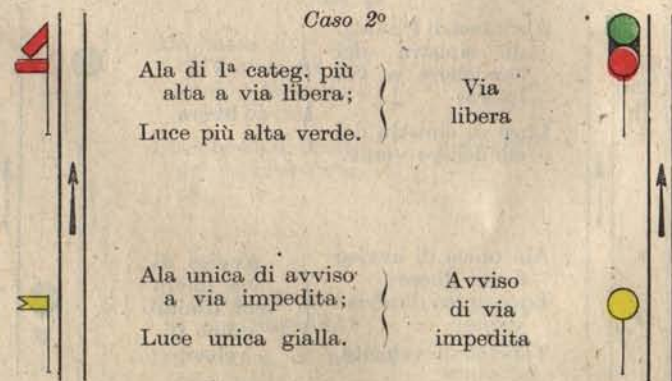 Caso 2º
Ala di 1ª categ. più
alta a via libera;
Luce più alta verde.
Via
libera
Ala unica di avviso
a via impedita;
Luce unica gialla.
Avviso
di via
impedita